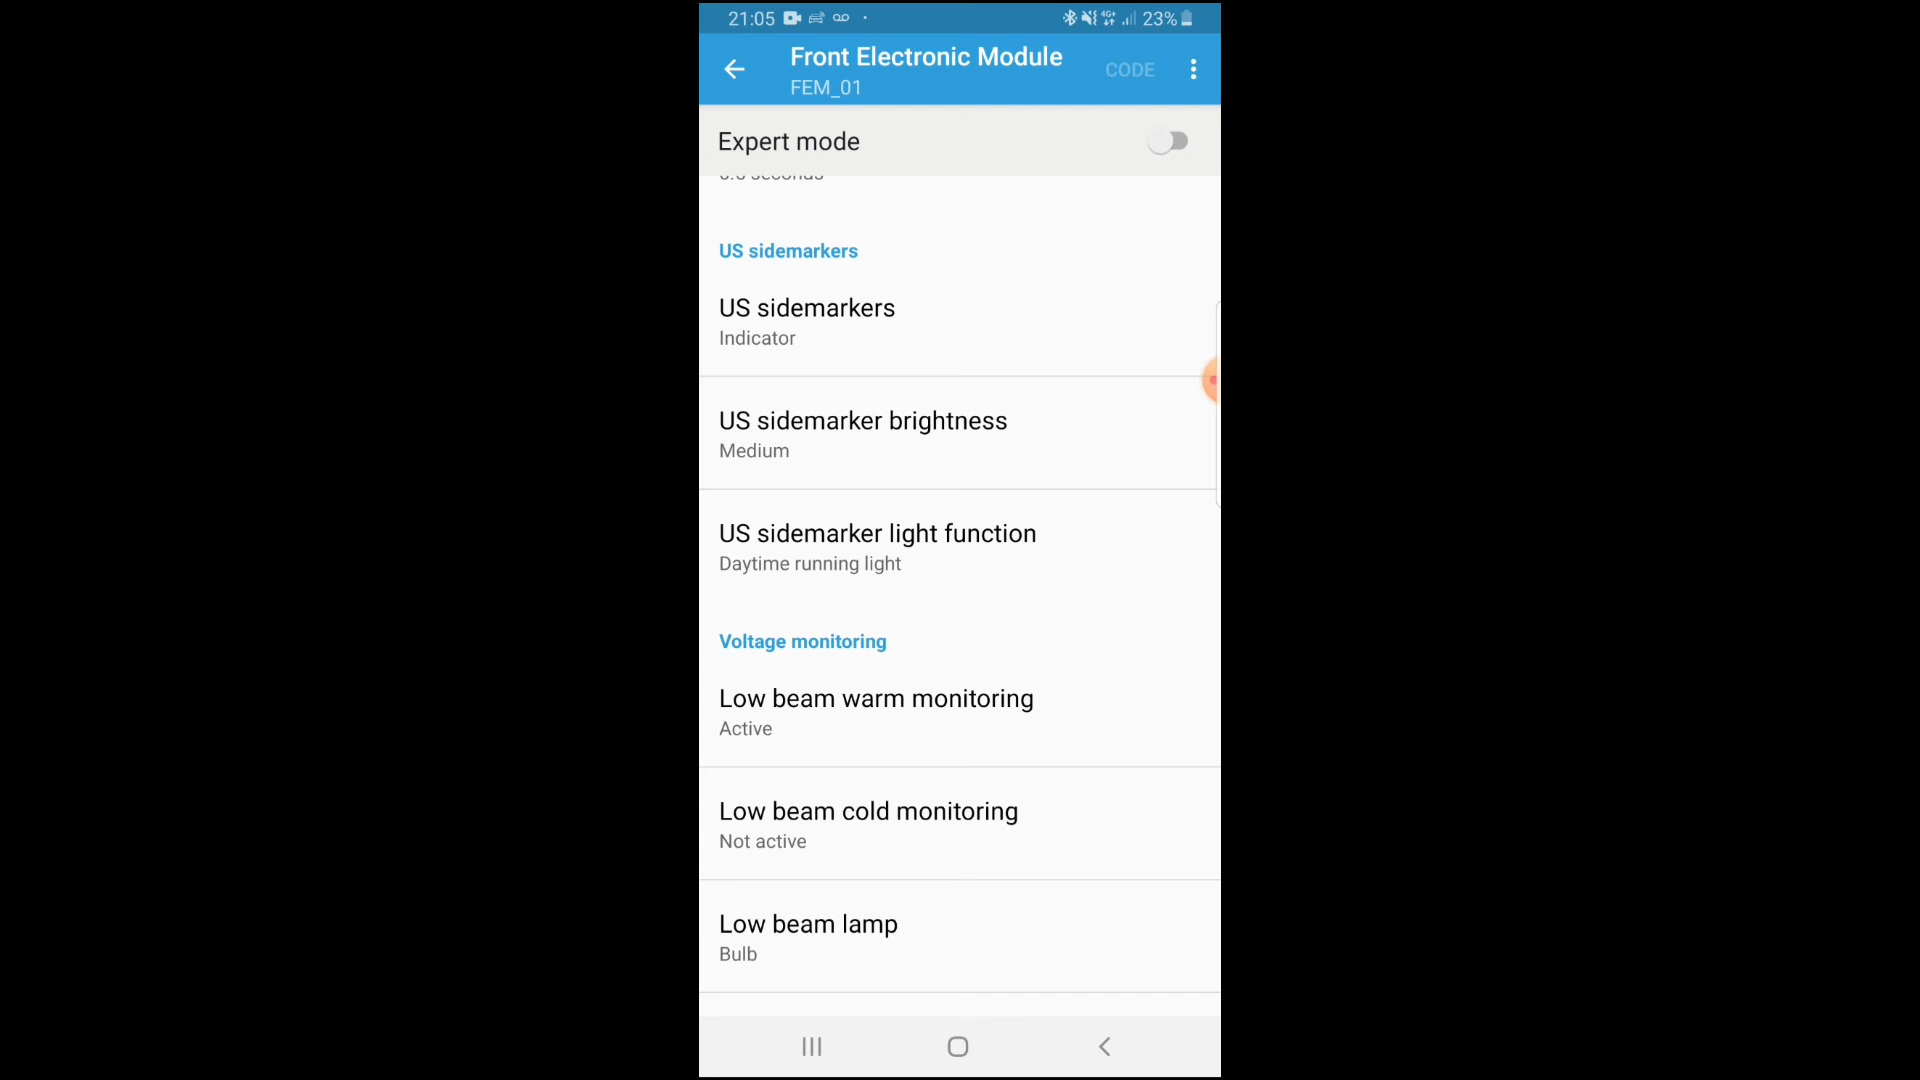 21:05
4G+ 23%
Front Electronic Module
FEM_01
CODE
Expert mode
seconds
US sidemarkers
US sidemarkers
Indicator
US sidemarker brightness
Medium
US sidemarker light function
Daytime running light
Voltage monitoring
Low beam warm monitoring
Active
Low beam cold monitoring
Not active
Low beam lamp
Bulb